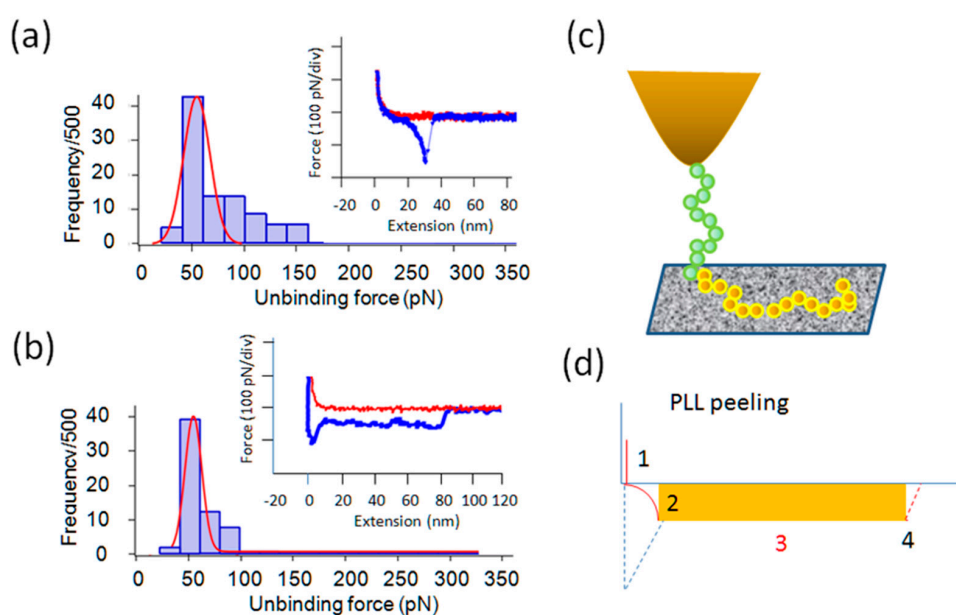 (a)
Frequency/500
40
30
20
10
0
0 50 100 150 200 250 300 350
Unbinding force (pN)
Force (100 pN/div)
-20 0 20 40 60 80
Extension (nm)
(b)
Frequency/500
40
30
20
10
0
0 50 100 150 200 250 300 350
Unbinding force (pN)
Force (100 pN/div)
-20 0 20 40 60 80 100 120
Extension (nm)
(c)
(d)
PLL peeling
1
2
3
4